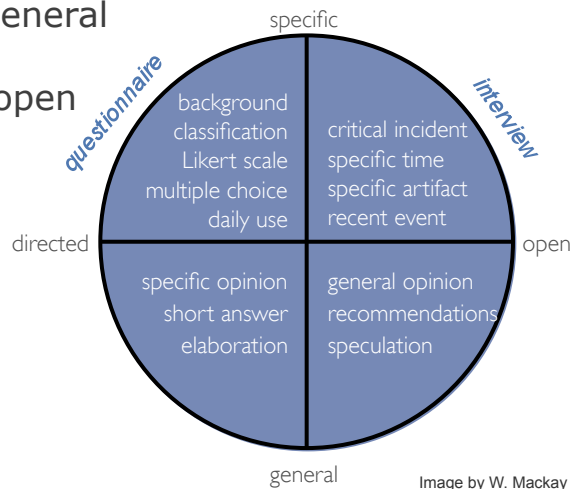 eneral
open
specific
questionnaire
interview
background
classification
Likert scale
multiple choice
daily use
critical incident
specific time
specific artifact
recent event
directed
open
specific opinion
short answer
elaboration
general opinion
recommendations
speculation
general
Image by W. Mackay